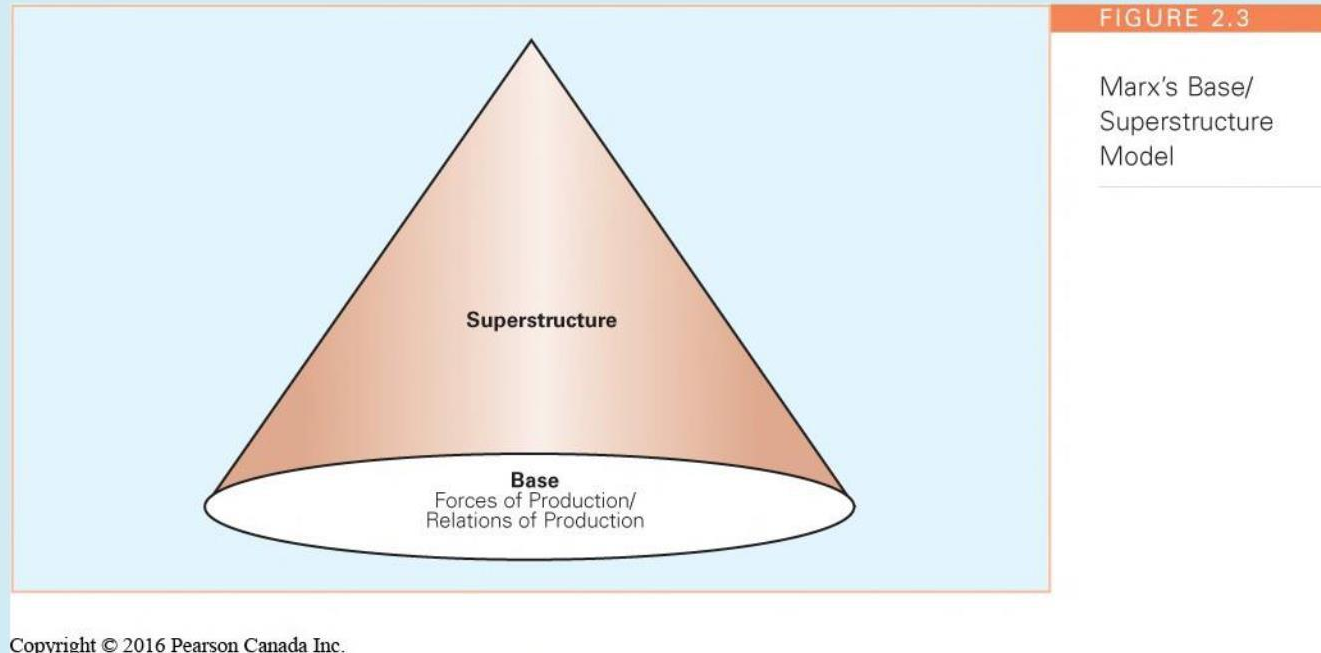 FIGURE 2.3
Marx's Base/
Superstructure
Model
Superstructure
Base
Forces of Production/
Relations of Production
Copyright © 2016 Pearson Canada Inc.